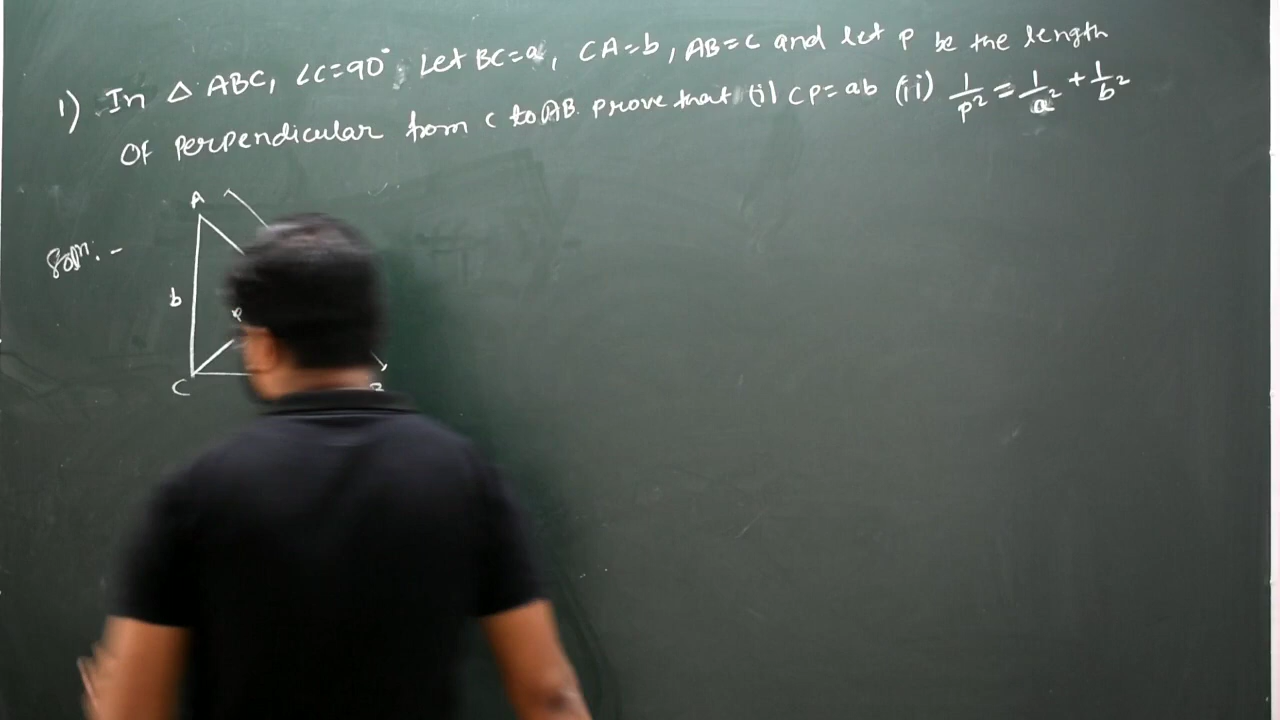 1) In △ ABC, ∠C=90° Let BC=a, CA=b, AB=c and let p be the length
Of perpendicular from C to AB. prove that (i) CP=ab (ii) 1/p² = 1/a² + 1/b²
Soln:-
A
b
C